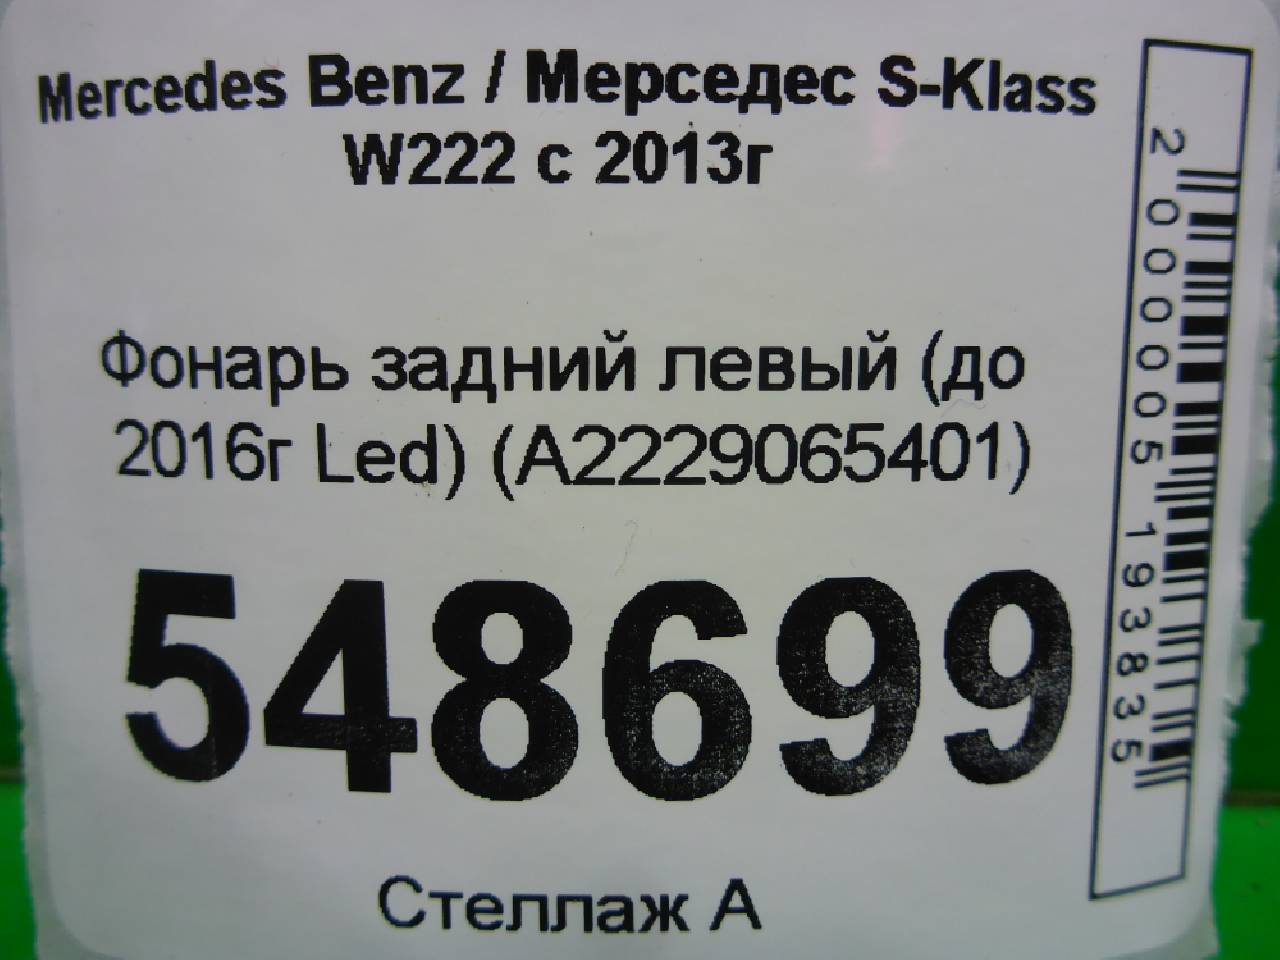 Mercedes Benz / Мерседес S-Klass
W222 с 2013г
Фонарь задний левый (до
2016г Led) (A2229065401)
548699
Стеллаж А
2000005193835